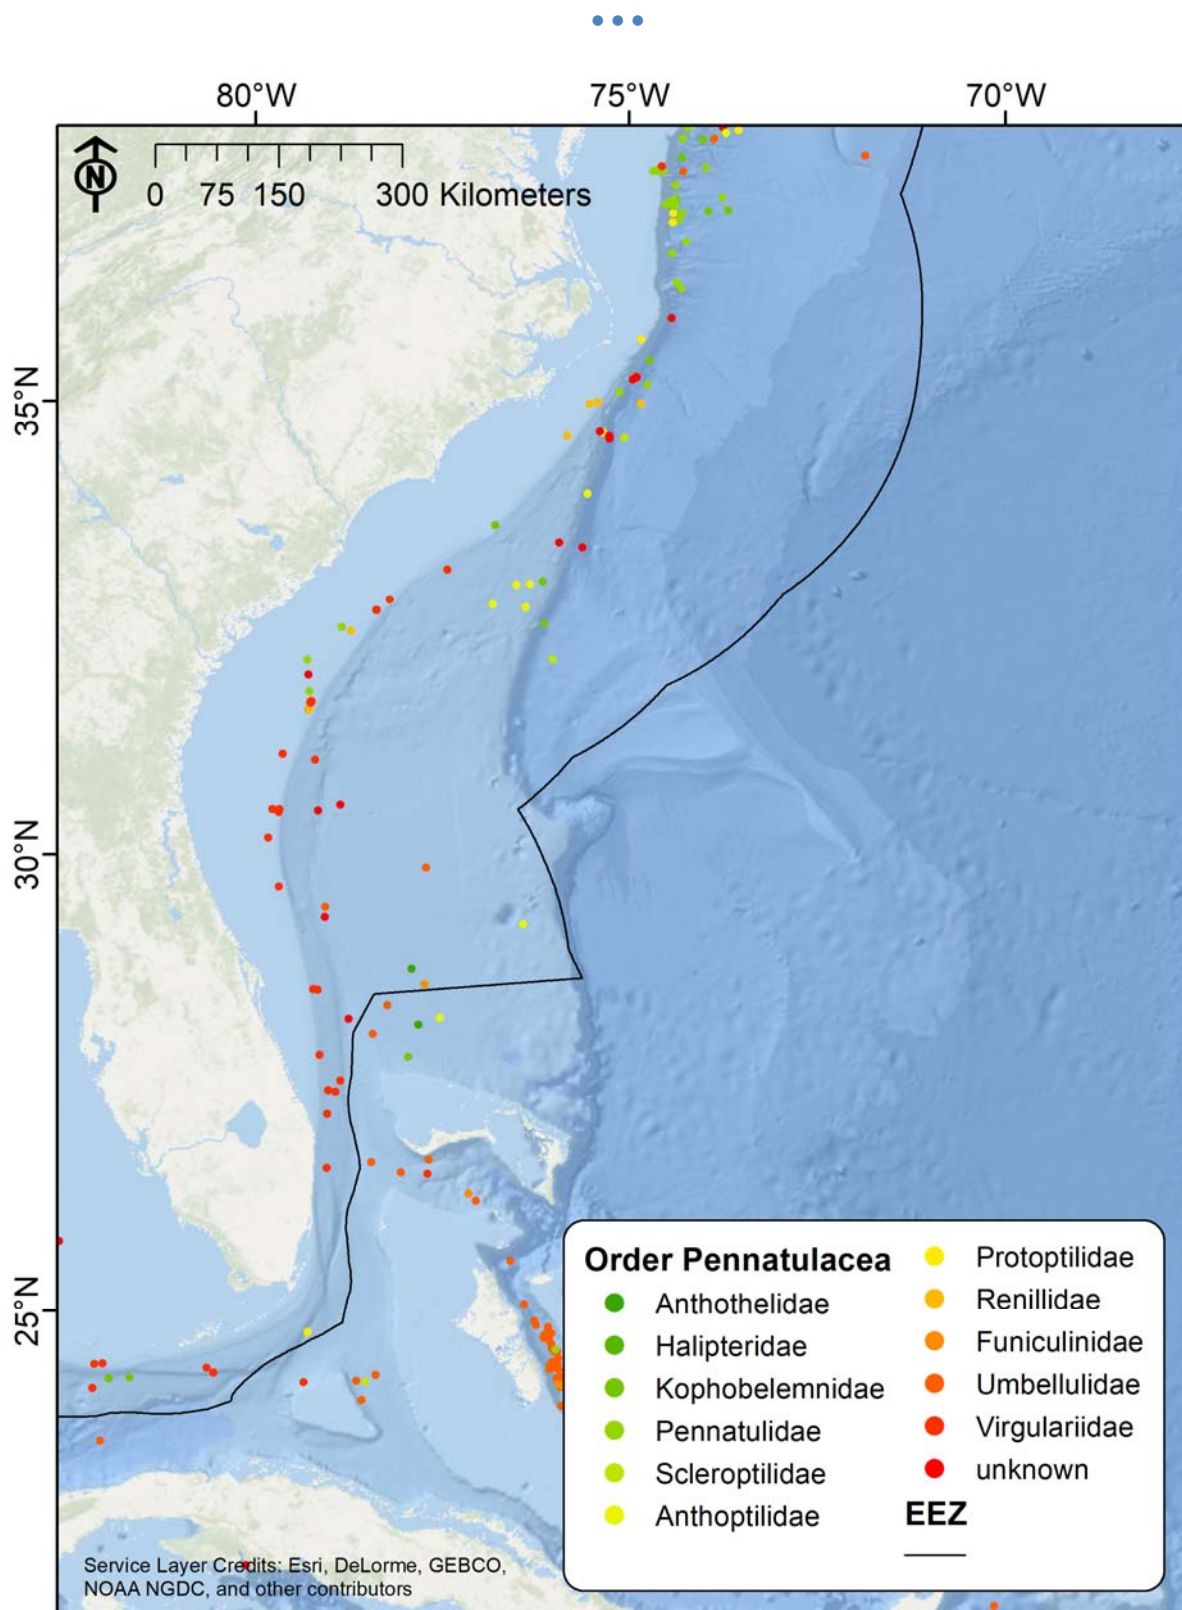 80°W 75°W 70°W
N
0 75 150 300 Kilometers
35°N
30°N
25°N
Order Pennatulacea
Anthothelidae
Halipteridae
Kophobelemnidae
Pennatulidae
Scleroptilidae
Anthoptilidae
Protoptilidae
Renillidae
Funiculinidae
Umbellulidae
Virgulariidae
unknown
EEZ
Service Layer Credits: Esri, DeLorme, GEBCO,
NOAA NGDC, and other contributors